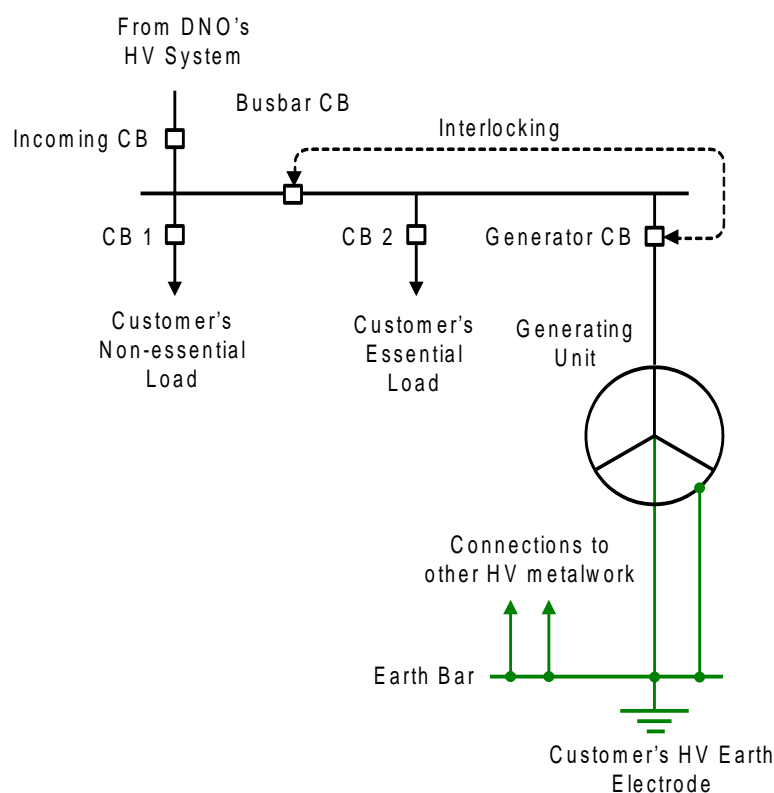 From DNO's
HV System
Busbar CB
Incoming CB
Interlocking
CB 1
CB 2
Generator CB
Customer's
Non-essential
Load
Customer's
Essential
Load
Generating
Unit
Connections to
other HV metalwork
Earth Bar
Customer's HV Earth
Electrode